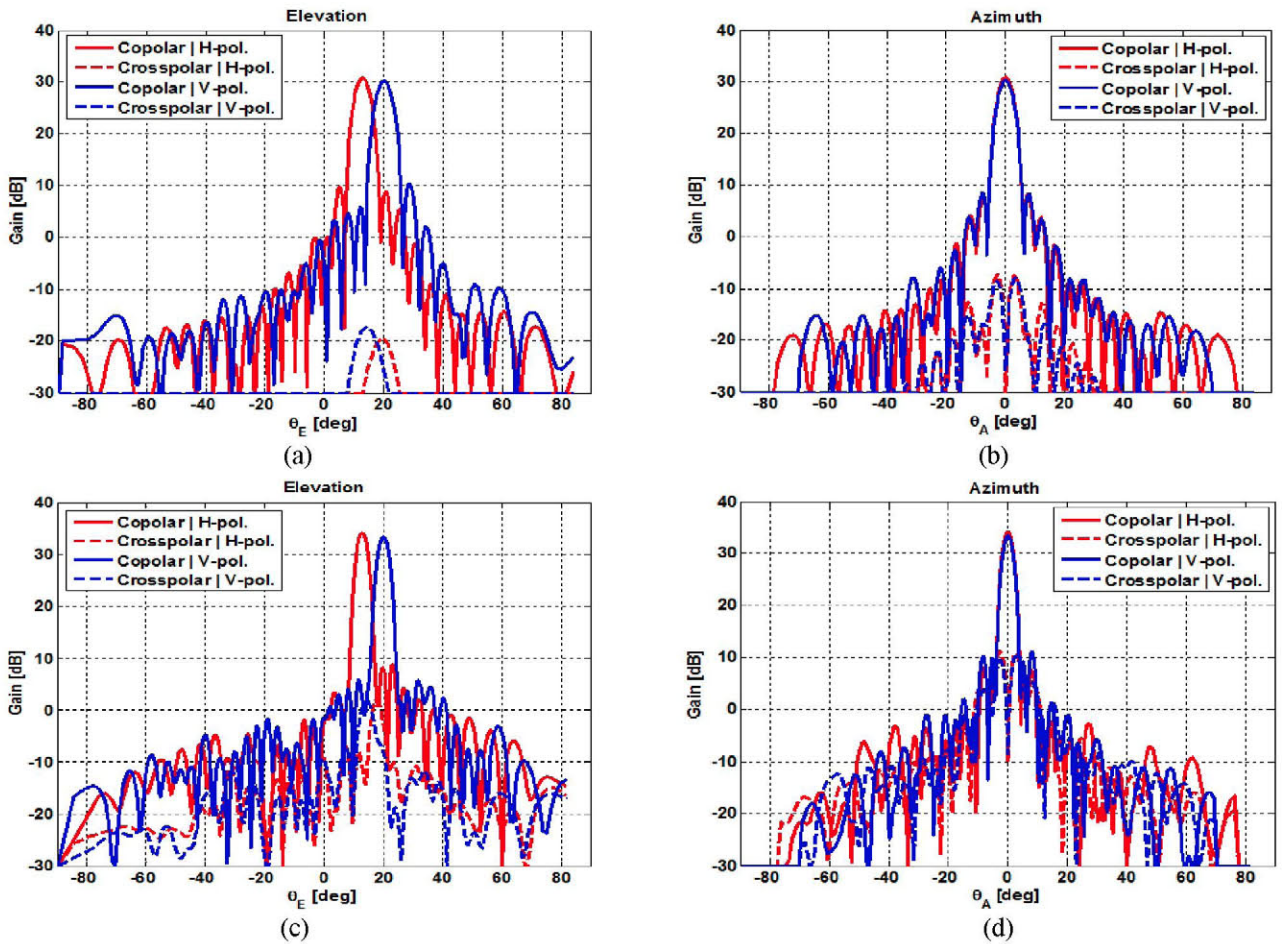 Elevation
Copolar | H-pol.
Crosspolar | H-pol.
Copolar | V-pol.
Crosspolar | V-pol.
Gain [dB]
40
30
20
10
0
-10
-20
-30
-80 -60 -40 -20 0 20 40 60 80
θE [deg]
(a)
Azimuth
Copolar | H-pol.
Crosspolar | H-pol.
Copolar | V-pol.
Crosspolar | V-pol.
Gain [dB]
40
30
20
10
0
-10
-20
-30
-80 -60 -40 -20 0 20 40 60 80
θA [deg]
(b)
Elevation
Copolar | H-pol.
Crosspolar | H-pol.
Copolar | V-pol.
Crosspolar | V-pol.
Gain [dB]
40
30
20
10
0
-10
-20
-30
-80 -60 -40 -20 0 20 40 60 80
θE [deg]
(c)
Azimuth
Copolar | H-pol.
Crosspolar | H-pol.
Copolar | V-pol.
Crosspolar | V-pol.
Gain [dB]
40
30
20
10
0
-10
-20
-30
-80 -60 -40 -20 0 20 40 60 80
θA [deg]
(d)